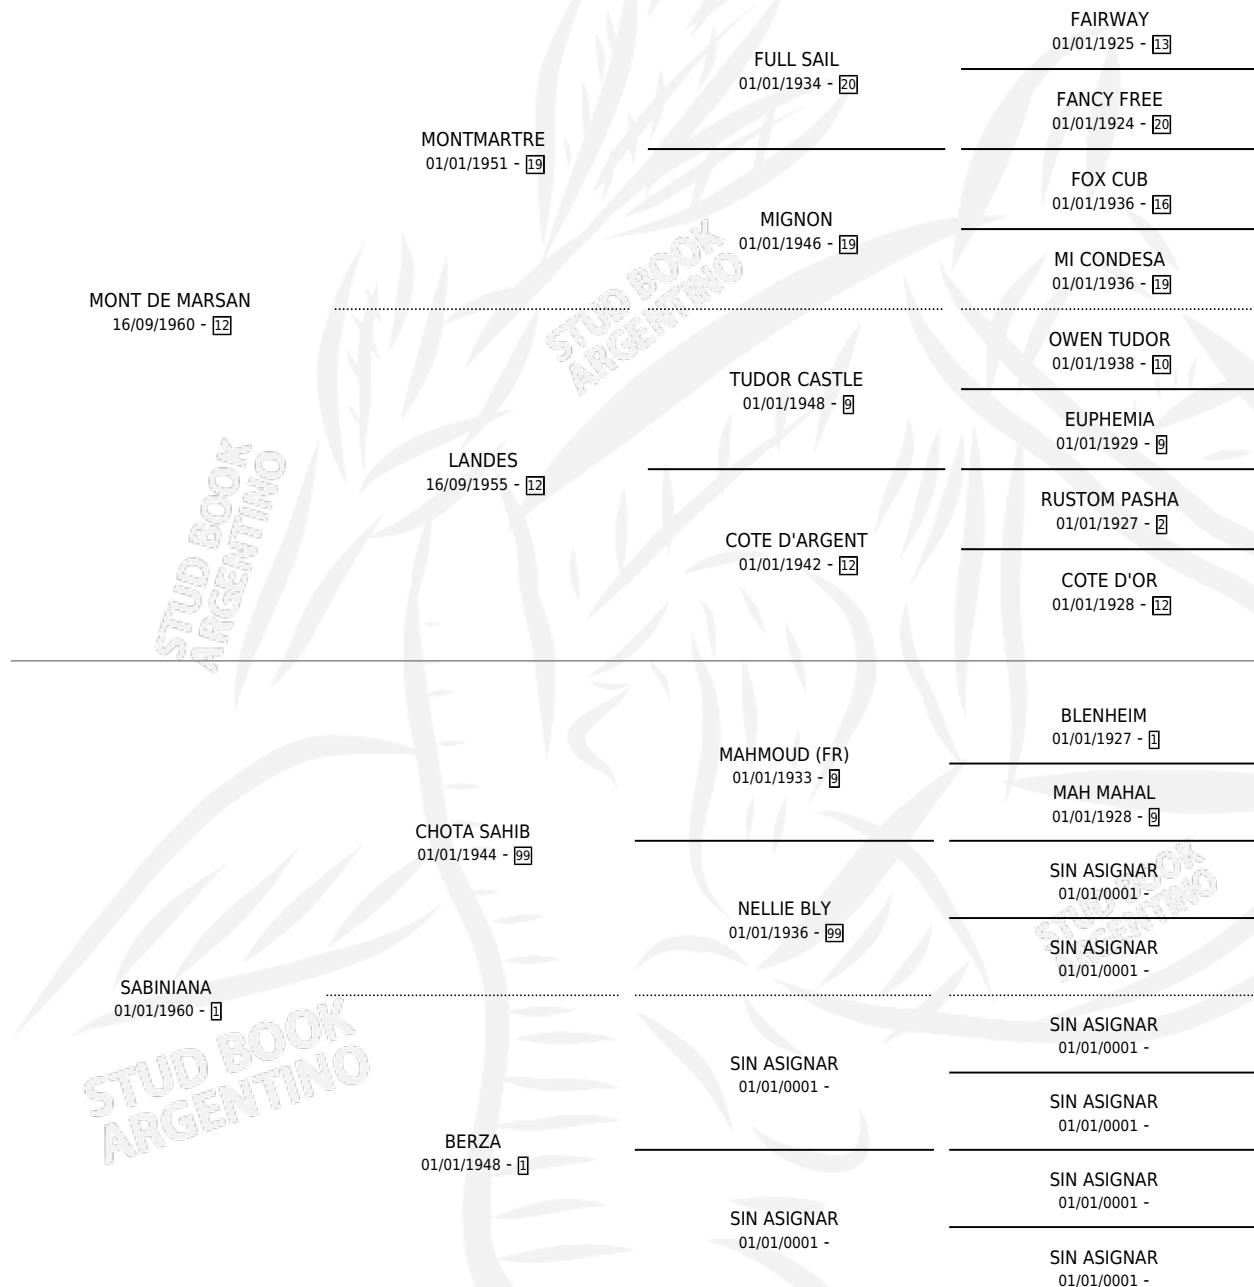 FAIRWAY
01/01/1925 - 13
FULL SAIL
01/01/1934 - 20
FANCY FREE
01/01/1924 - 20
MONTMARTRE
01/01/1951 - 19
FOX CUB
01/01/1936 - 16
MIGNON
01/01/1946 - 19
MI CONDESA
01/01/1936 - 19
MONT DE MARSAN
16/09/1960 - 12
STUD BOOK
ARGENTINO
OWEN TUDOR
01/01/1938 - 10
TUDOR CASTLE
01/01/1948 - 9
EUPHEMIA
01/01/1929 - 9
LANDES
16/09/1955 - 12
RUSTOM PASHA
01/01/1927 - 2
COTE D'ARGENT
01/01/1942 - 12
COTE D'OR
01/01/1928 - 12
STUD BOOK
ARGENTINO
BLENHEIM
01/01/1927 - 1
MAHMOUD (FR)
01/01/1933 - 9
MAH MAHAL
01/01/1928 - 9
CHOTA SAHIB
01/01/1944 - 99
SIN ASIGNAR
01/01/0001 -
NELLIE BLY
01/01/1936 - 99
STUD BOOK
ARGENTINO
SIN ASIGNAR
01/01/0001 -
SABINIANA
01/01/1960 - 1
SIN ASIGNAR
01/01/0001 -
STUD BOOK
ARGENTINO
SIN ASIGNAR
01/01/0001 -
SIN ASIGNAR
01/01/0001 -
BERZA
01/01/1948 - 1
SIN ASIGNAR
01/01/0001 -
SIN ASIGNAR
01/01/0001 -
SIN ASIGNAR
01/01/0001 -